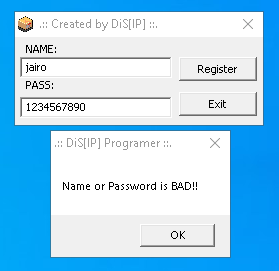 .:: Created by DiS[IP] ::.
NAME:
jairo
Register
PASS:
1234567890
Exit
.:: DiS[IP] Programer ::.
Name or Password is BAD!!
OK